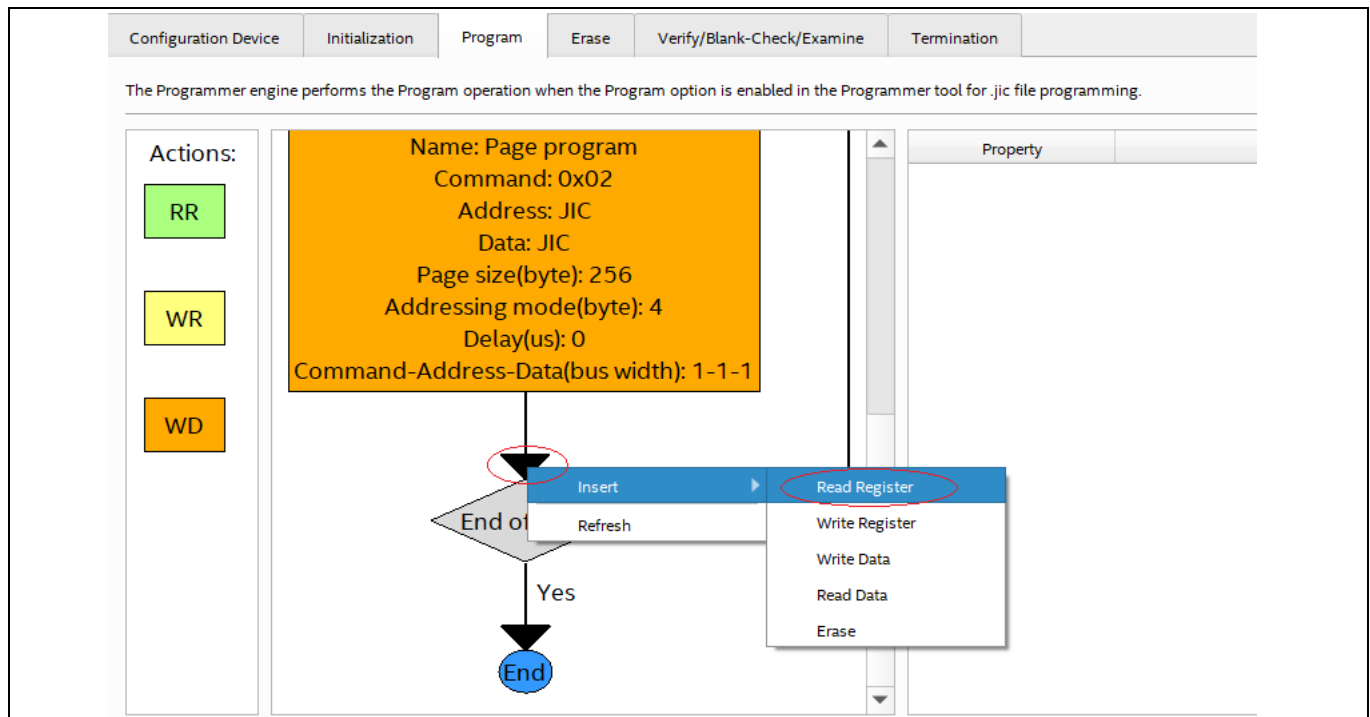 Configuration Device Initialization Program Erase Verify/Blank-Check/Examine Termination
The Programmer engine performs the Program operation when the Program option is enabled in the Programmer tool for .jic file programming.
Actions:
RR
WR
WD
Name: Page program
Command: 0x02
Address: JIC
Data: JIC
Page size(byte): 256
Addressing mode(byte): 4
Delay(us): 0
Command-Address-Data(bus width): 1-1-1
End of
Yes
End
Insert
Refresh
Read Register
Write Register
Write Data
Read Data
Erase
Property